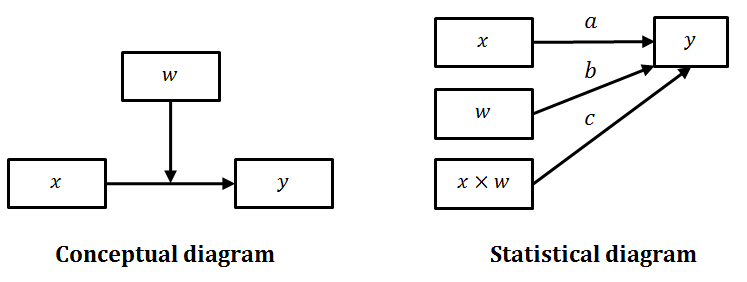 w
x
y
Conceptual diagram
x
a
y
b
w
c
x × w
Statistical diagram